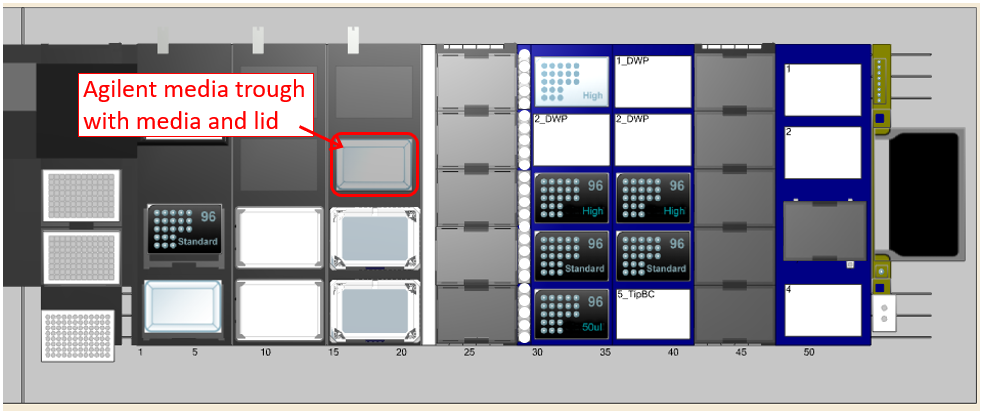 Agilent media trough
with media and lid
High
1_DWP
1
2_DWP
2_DWP
2
96
High
96
High
96
Standard
96
Standard
96
Standard
96
50ul
5_TipBC
4
1
5
10
15
20
25
30
35
40
45
50